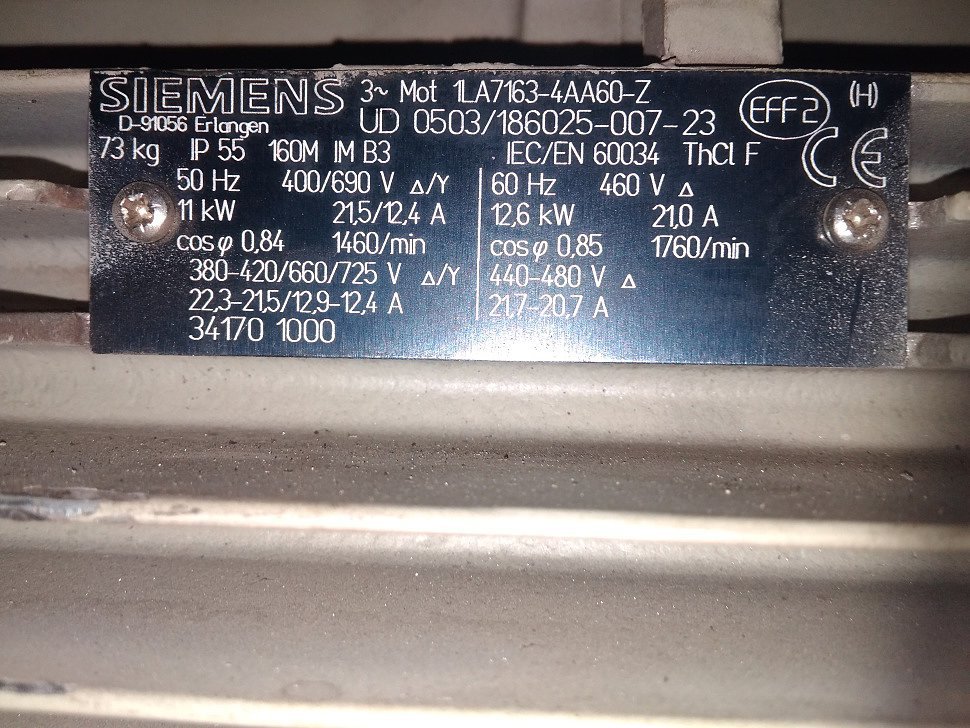 SIEMENS 3~ Mot 1LA7163-4AA60-Z EFF2 (H)
D-91056 Erlangen UD 0503/186025-007-23 CE
73 kg IP 55 160M IM B3 IEC/EN 60034 ThCl F
50 Hz 400/690 V Δ/Y 60 Hz 460 V Δ
11 kW 21,5/12,4 A 12,6 kW 21,0 A
cosφ 0,84 1460/min cosφ 0,85 1760/min
380-420/660/725 V Δ/Y 440-480 V Δ
22,3-21,5/12,9-12,4 A 21,7-20,7 A
34170 1000